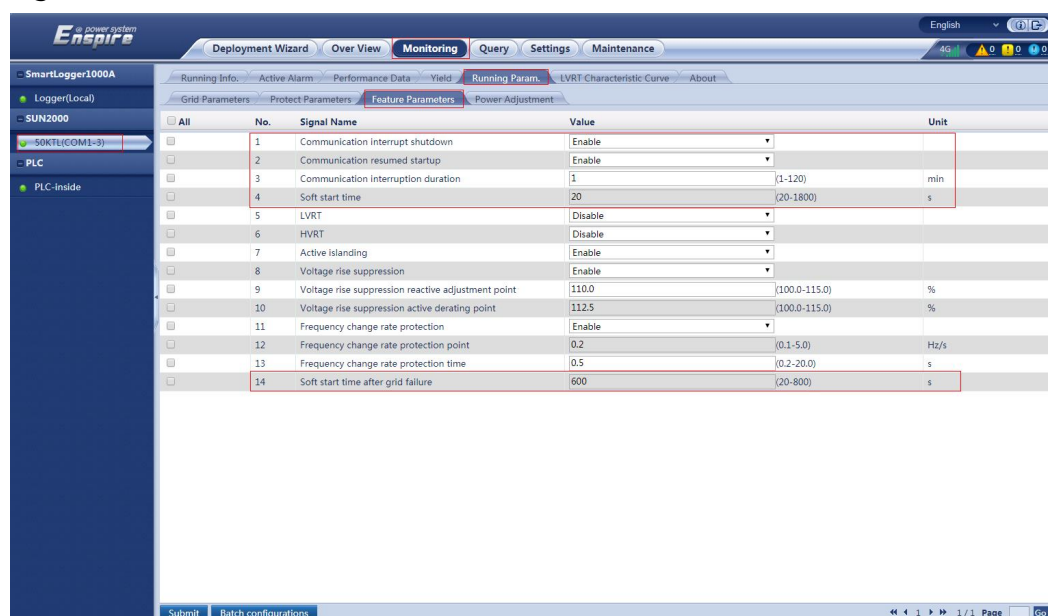 @ power system
Enspire
English
Deployment Wizard Over View Monitoring Query Settings Maintenance
4G 0 0 0
SmartLogger1000A
Logger(Local)
SUN2000
50KTL(COM1-3)
PLC
PLC-inside
Running Info. Active Alarm Performance Data Yield Running Param. LVRT Characteristic Curve About
Grid Parameters Protect Parameters Feature Parameters Power Adjustment
All No. Signal Name Value Unit
1 Communication interrupt shutdown Enable
2 Communication resumed startup Enable
3 Communication interruption duration 1 (1-120) min
4 Soft start time 20 (20-1800) s
5 LVRT Disable
6 HVRT Disable
7 Active islanding Enable
8 Voltage rise suppression Enable
9 Voltage rise suppression reactive adjustment point 110.0 (100.0-115.0) %
10 Voltage rise suppression active derating point 112.5 (100.0-115.0) %
11 Frequency change rate protection Enable
12 Frequency change rate protection point 0.2 (0.1-5.0) Hz/s
13 Frequency change rate protection time 0.5 (0.2-20.0) s
14 Soft start time after grid failure 600 (20-800) s
Submit Batch configurations 1 1/1 Page Go